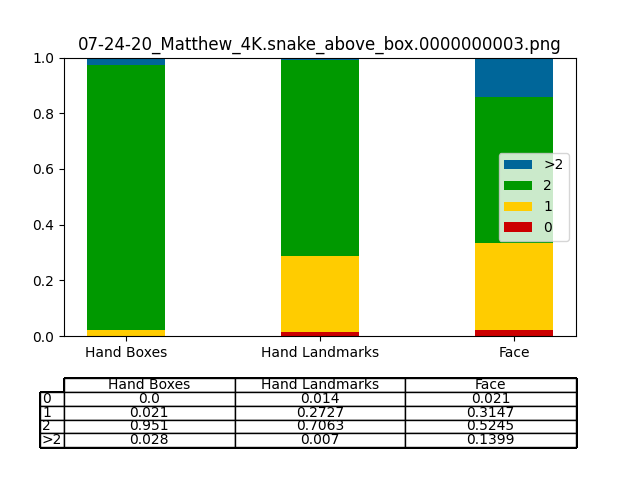 07-24-20_Matthew_4K.snake_above_box.0000000003.png
1.0
0.8
0.6
0.4
0.2
0.0
>2
2
1
0
Hand Boxes Hand Landmarks Face
Hand Boxes Hand Landmarks Face
0 0.0 0.014 0.021
1 0.021 0.2727 0.3147
2 0.951 0.7063 0.5245
>2 0.028 0.007 0.1399